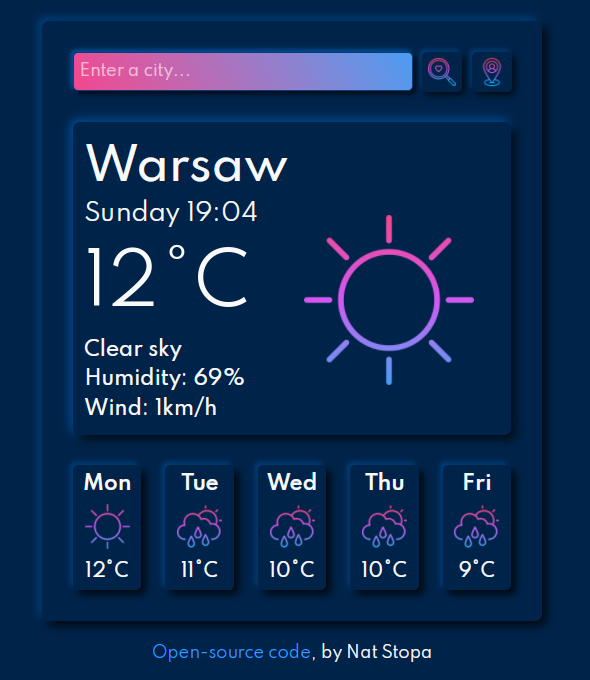 Enter a city...
Warsaw
Sunday 19:04
12°C
Clear sky
Humidity: 69%
Wind: 1km/h
Mon Tue Wed Thu Fri
12°C 11°C 10°C 10°C 9°C
Open-source code, by Nat Stopa